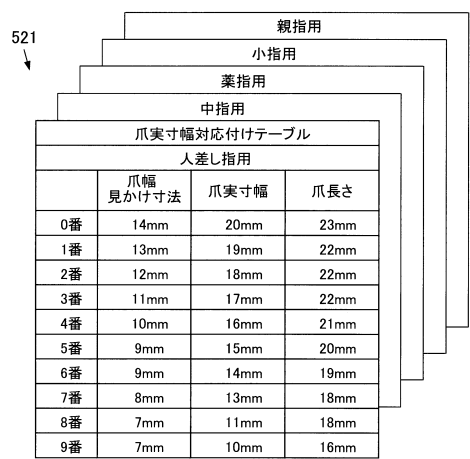 521
親指用
小指用
薬指用
中指用
爪実寸幅対応付けテーブル
人差し指用
爪幅
見かけ寸法 爪実寸幅 爪長さ
0番 14mm 20mm 23mm
1番 13mm 19mm 22mm
2番 12mm 18mm 22mm
3番 11mm 17mm 22mm
4番 10mm 16mm 21mm
5番 9mm 15mm 20mm
6番 9mm 14mm 19mm
7番 8mm 13mm 18mm
8番 7mm 11mm 18mm
9番 7mm 10mm 16mm